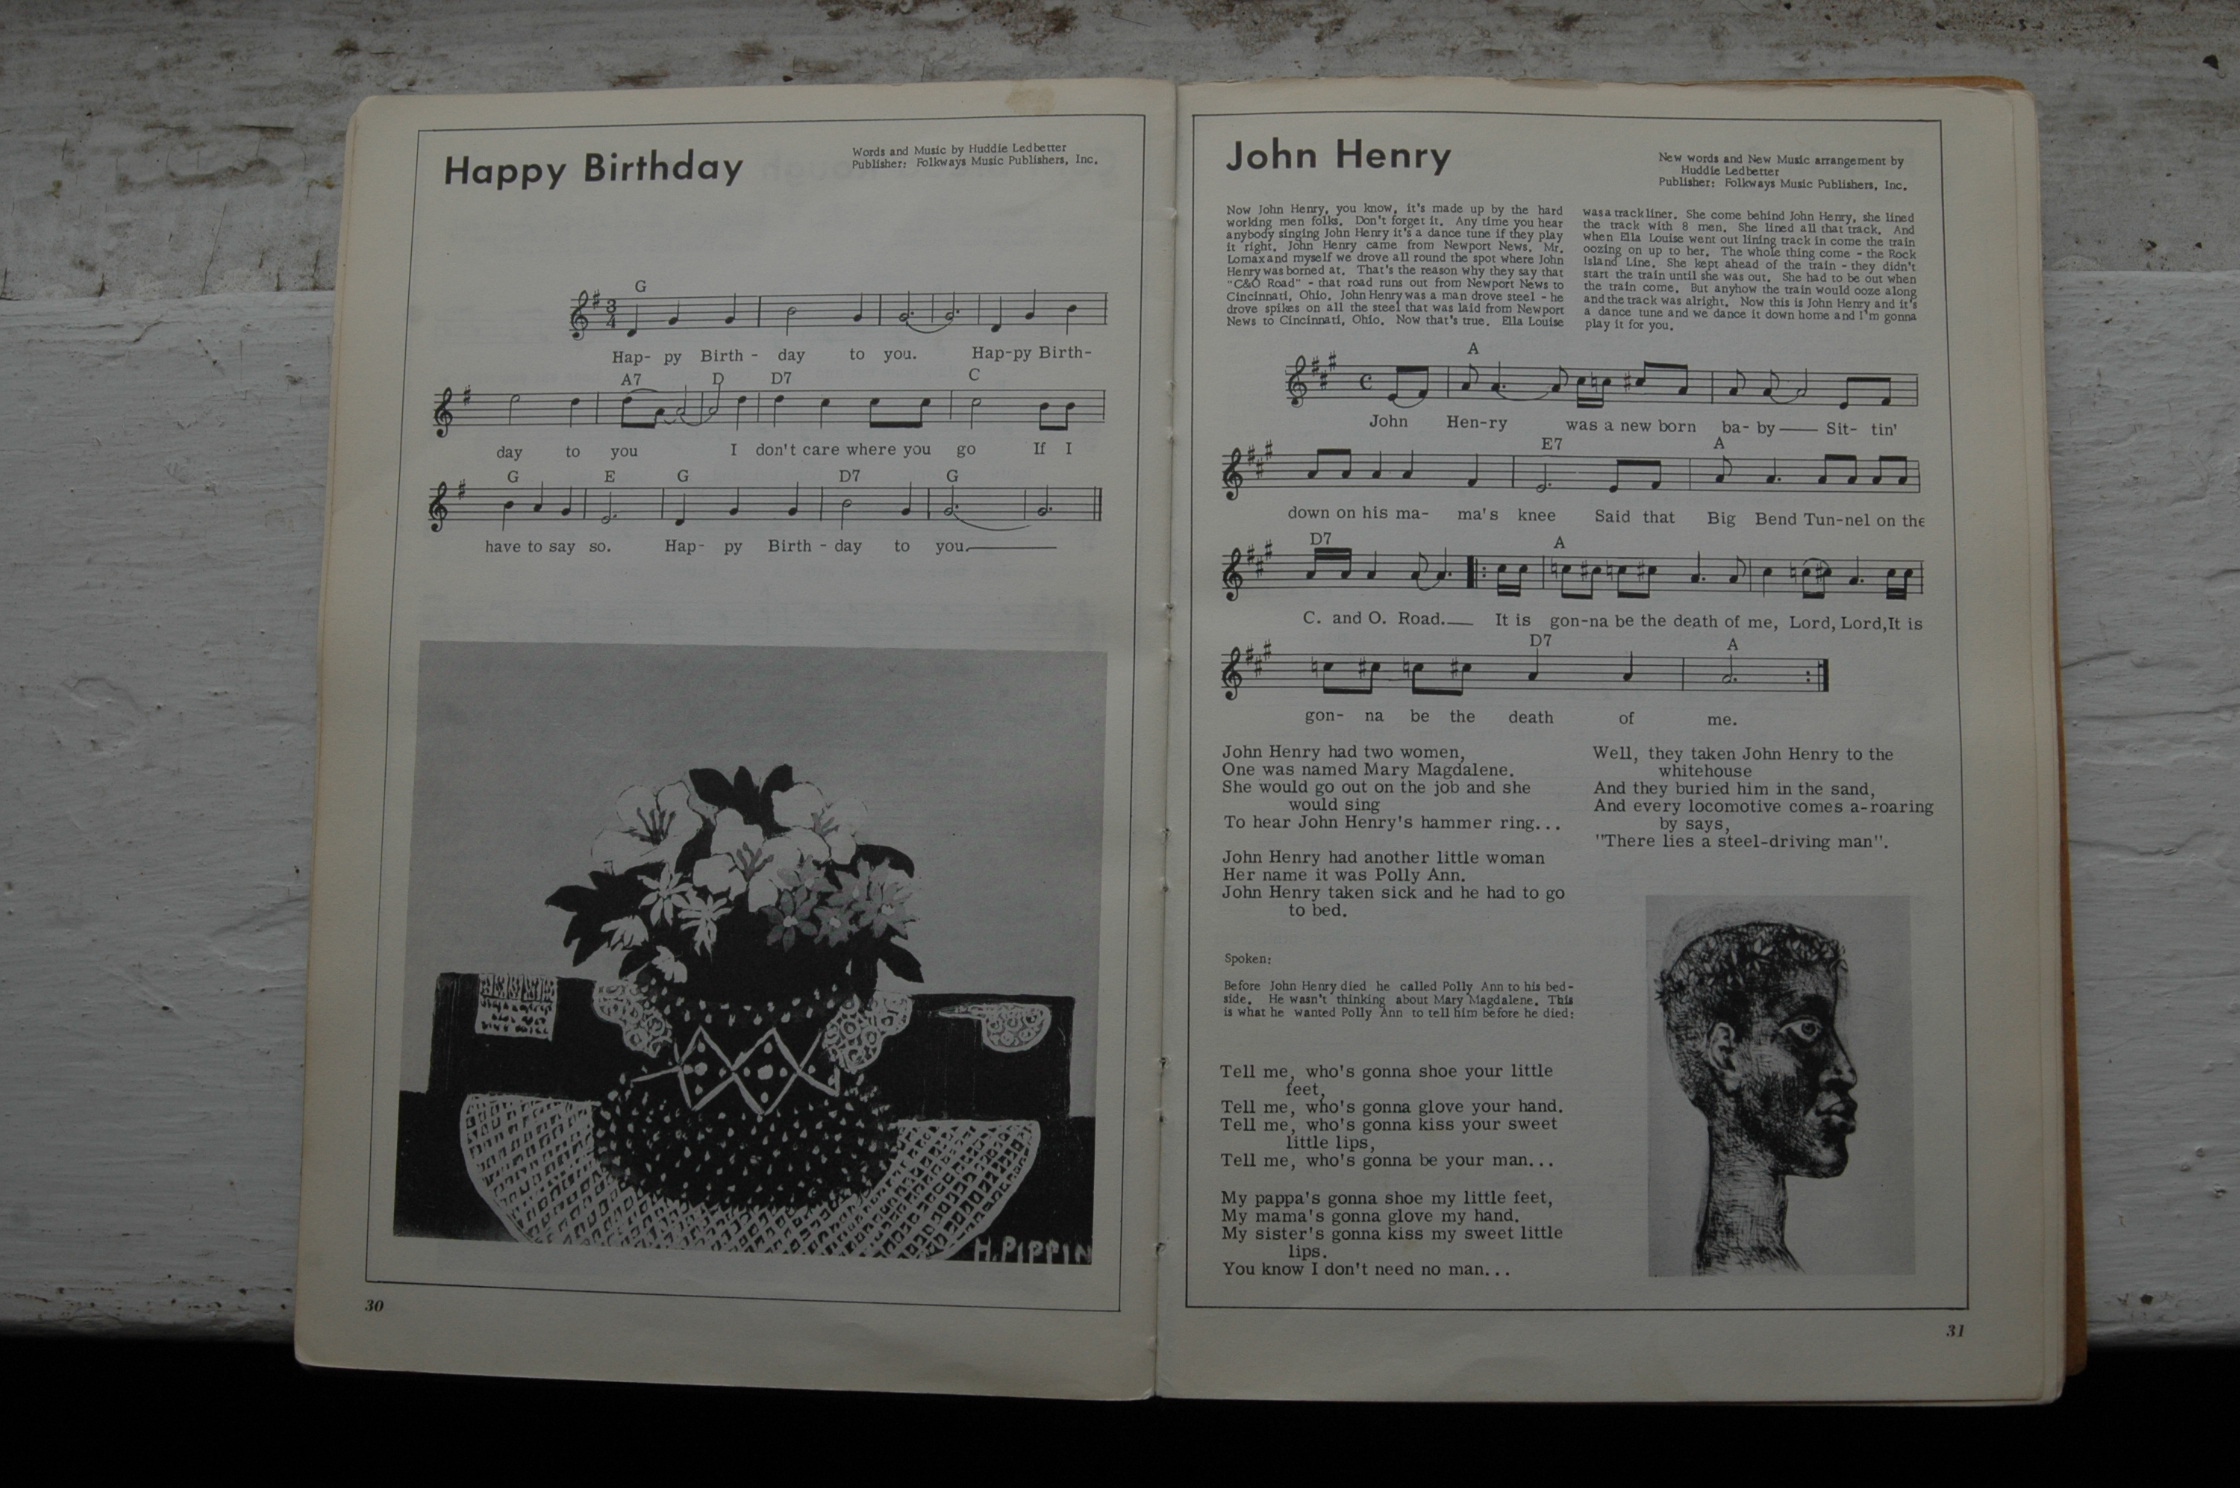 Happy Birthday
Words and Music by Huddie Ledbetter
Publisher: Folkways Music Publishers, Inc.
G
3
4
Hap- py Birth - day to you. Hap-py Birth-
A7 D D7 C
day to you I don't care where you go If I
G E G D7 G
have to say so. Hap- py Birth - day to you.
H. PIPPIN
30
John Henry
New words and New Music arrangement by
Huddie Ledbetter
Publisher: Folkways Music Publishers, Inc.
Now John Henry, you know, it's made up by the hard
working men folks. Don't forget it. Any time you hear
anybody singing John Henry it's a dance tune if they play
it right. John Henry came from Newport News. Mr.
Lomax and myself we drove all round the spot where John
Henry was borned at. That's the reason why they say that
"C&O Road" - that road runs out from Newport News to
Cincinnati, Ohio. John Henry was a man drove steel - he
drove spikes on all the steel that was laid from Newport
News to Cincinnati, Ohio. Now that's true. Ella Louise
was a track liner. She come behind John Henry, she lined
the track with 8 men. She lined all that track. And
when Ella Louise went out lining track in come the train
oozing on up to her. The whole thing come - the Rock
Island Line. She kept ahead of the train - they didn't
start the train until she was out. She had to be out when
the train come. But anyhow the train would ooze along
and the track was alright. Now this is John Henry and it's
a dance tune and we dance it down home and I'm gonna
play it for you.
A
John Hen-ry was a new born ba- by Sit- tin'
E7 A
down on his ma- ma's knee Said that Big Bend Tun-nel on the
D7 A
C. and O. Road. It is gon-na be the death of me, Lord, Lord, It is
D7 A
gon- na be the death of me.
John Henry had two women,
One was named Mary Magdalene.
She would go out on the job and she
would sing
To hear John Henry's hammer ring...
John Henry had another little woman
Her name it was Polly Ann.
John Henry taken sick and he had to go
to bed.
Well, they taken John Henry to the
whitehouse
And they buried him in the sand,
And every locomotive comes a-roaring
by says,
"There lies a steel-driving man".
Spoken:
Before John Henry died he called Polly Ann to his bed-
side. He wasn't thinking about Mary Magdalene. This
is what he wanted Polly Ann to tell him before he died:
Tell me, who's gonna shoe your little
feet,
Tell me, who's gonna glove your hand.
Tell me, who's gonna kiss your sweet
little lips,
Tell me, who's gonna be your man...
My pappa's gonna shoe my little feet,
My mama's gonna glove my hand.
My sister's gonna kiss my sweet little
lips.
You know I don't need no man...
31